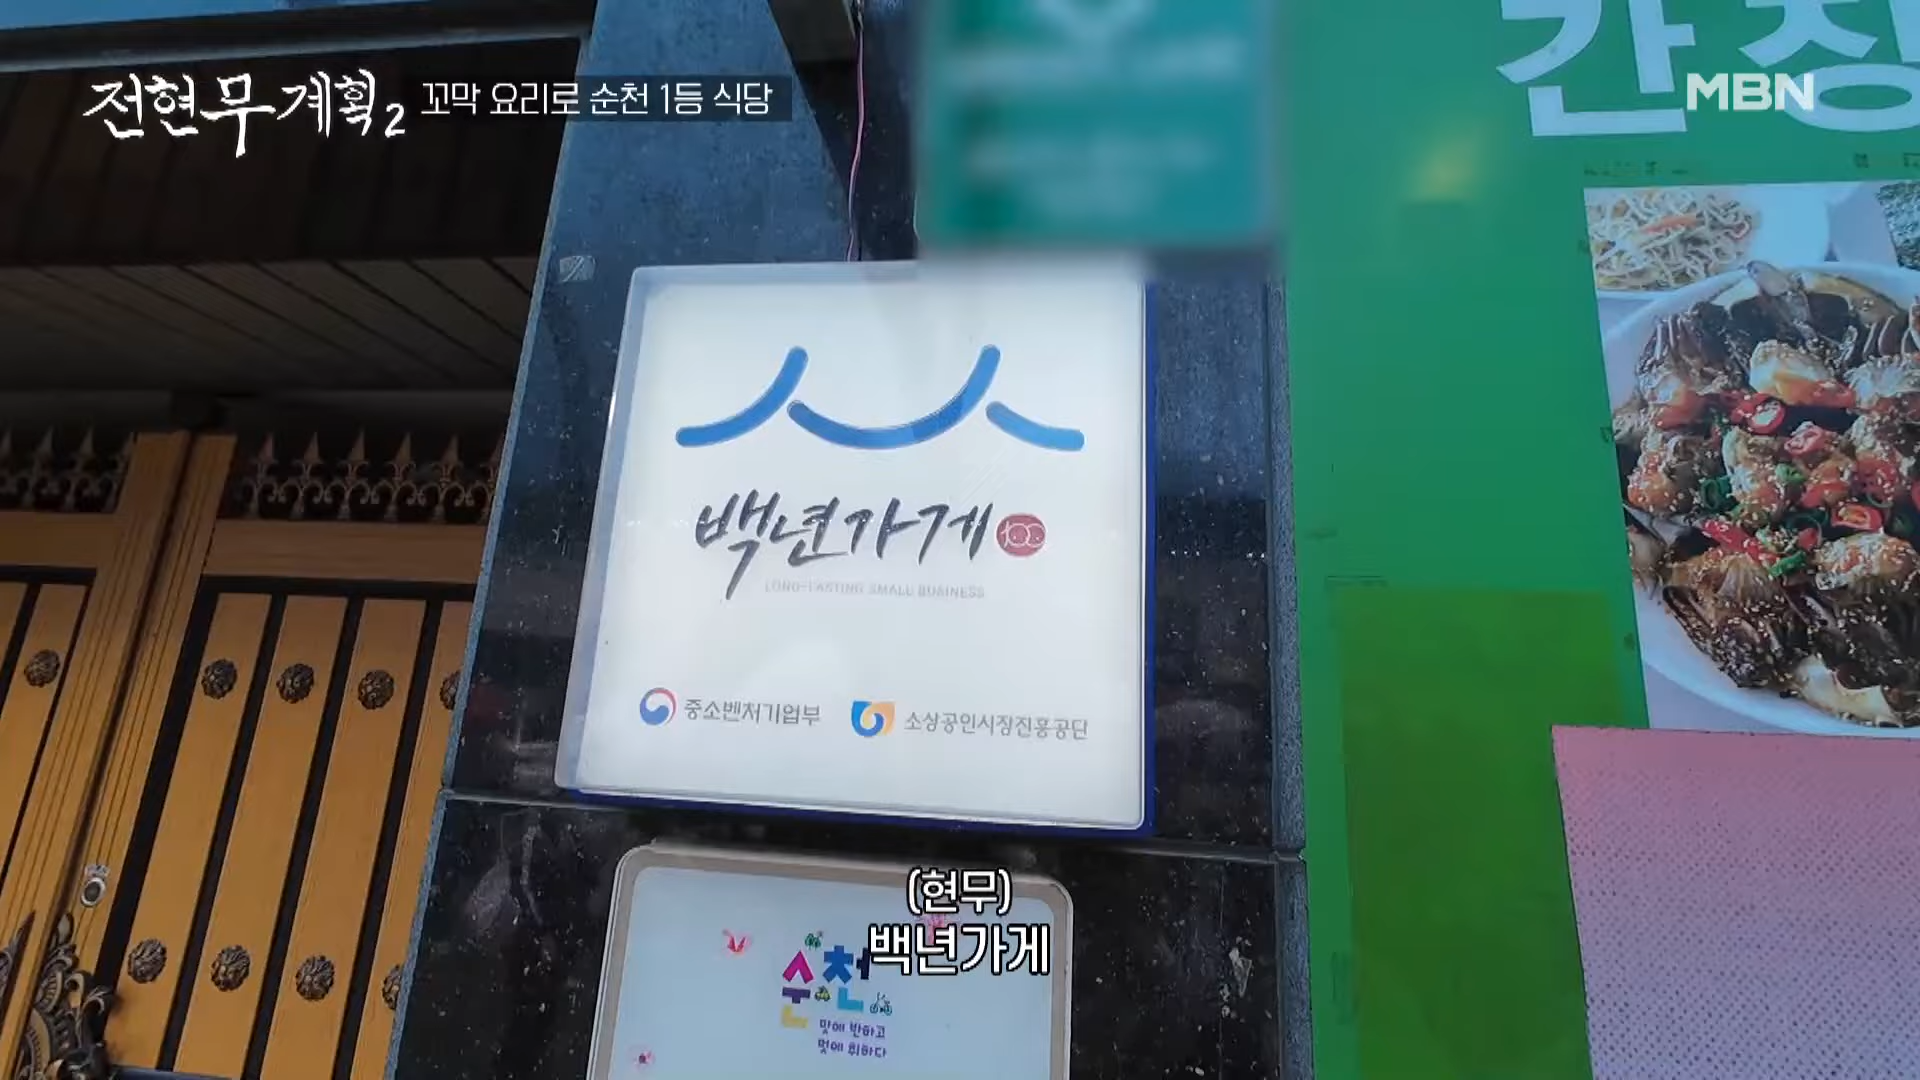 전현무계획2
꼬막 요리로 순천 1등 식당
MBN
간장
백년가게
100
LONG-LASTING SMALL BUSINESS
중소벤처기업부
소상공인시장진흥공단
(현무)
백년가게
순천
맛에 반하고
멋에 취하다